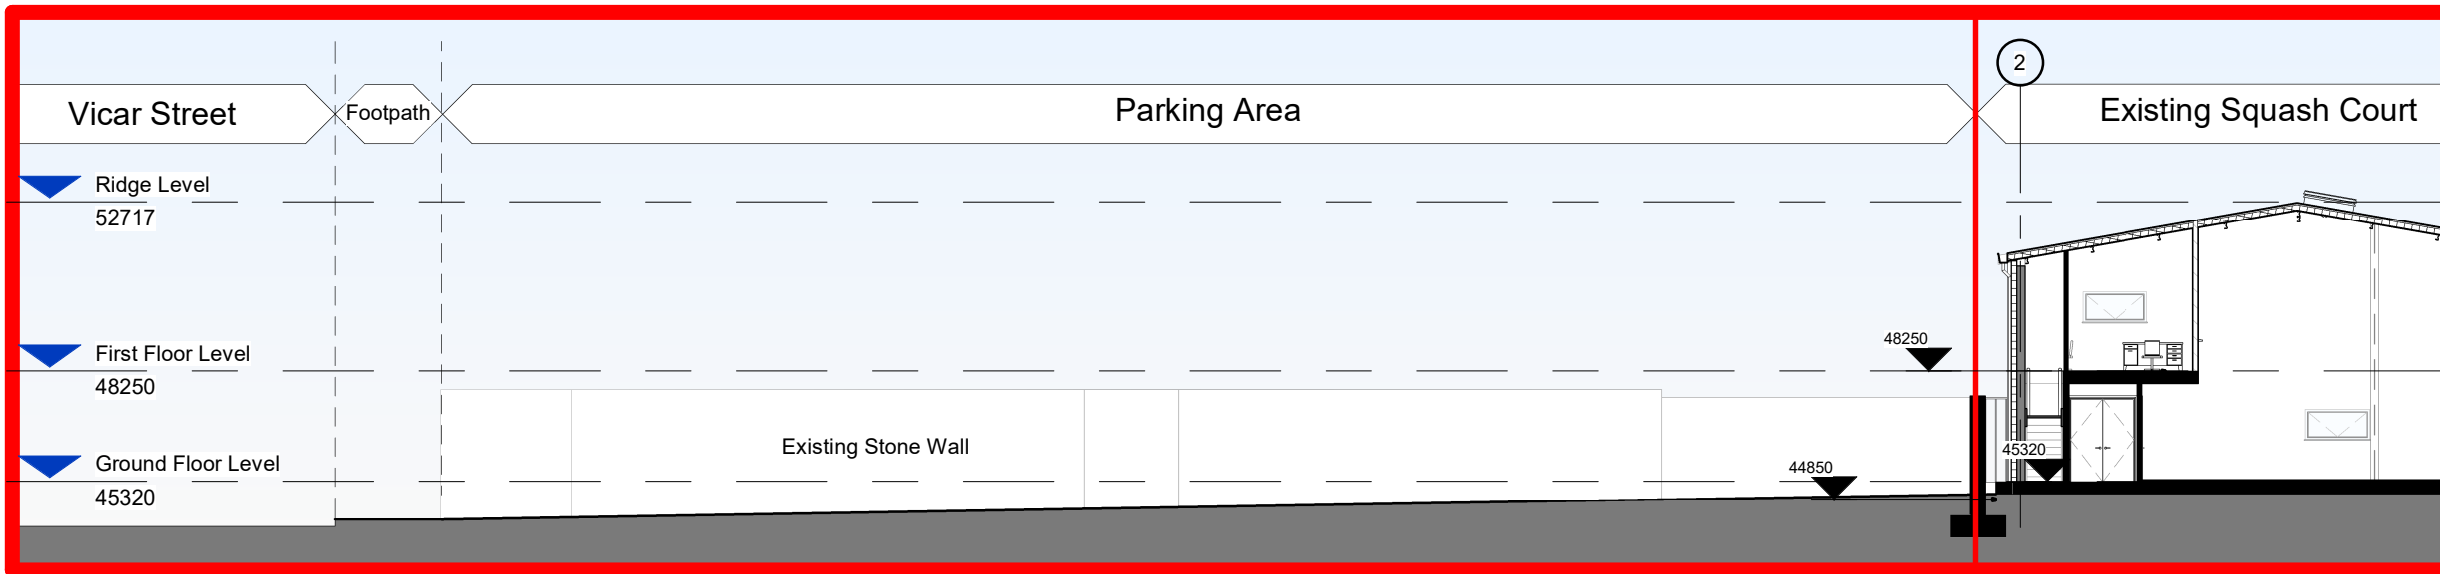 2
Vicar Street
Footpath
Parking Area
Existing Squash Court
Ridge Level
52717
48250
First Floor Level
48250
Existing Stone Wall
45320
Ground Floor Level
44850
45320